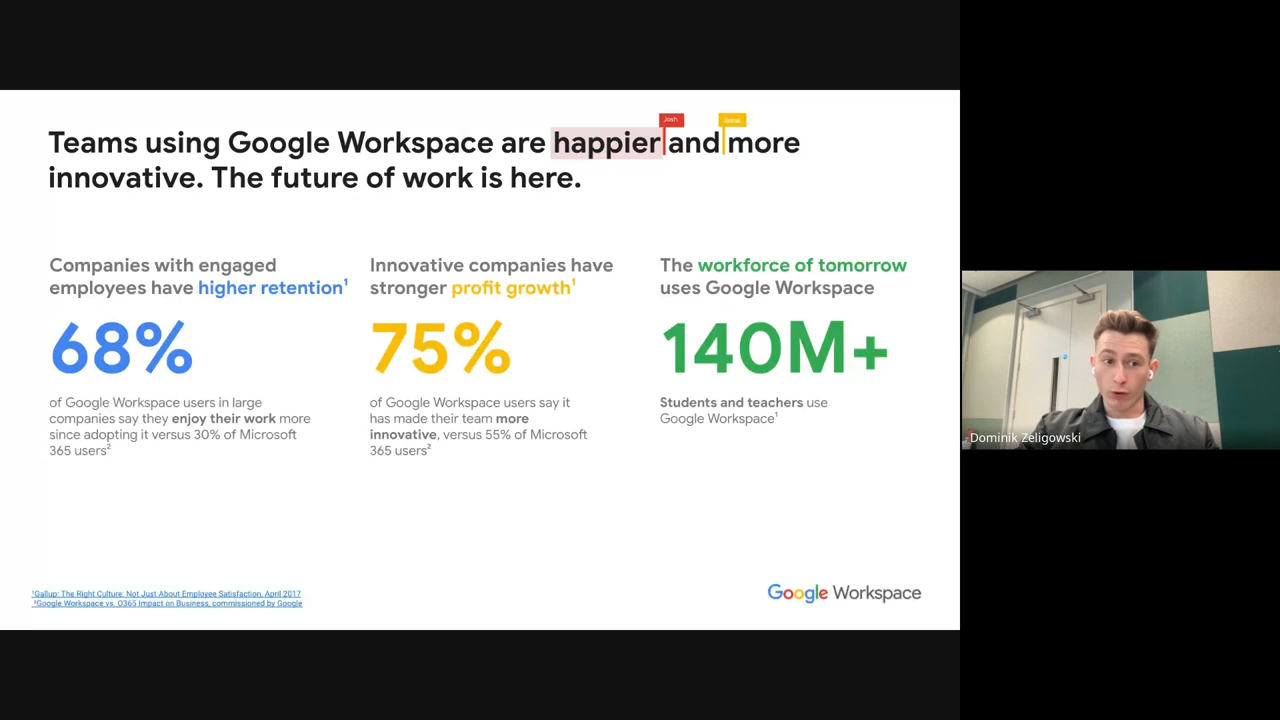 Josh
Teams using Google Workspace are happier and more
innovative. The future of work is here.
Companies with engaged
employees have higher retention¹
68%
of Google Workspace users in large
companies say they enjoy their work more
since adopting it versus 30% of Microsoft
365 users²
Innovative companies have
stronger profit growth¹
75%
of Google Workspace users say it
has made their team more
innovative, versus 55% of Microsoft
365 users²
The workforce of tomorrow
uses Google Workspace
140M+
Students and teachers use
Google Workspace¹
¹Gallup: The Right Culture: Not Just About Employee Satisfaction, April 2017
²Google Workspace vs. O365 Impact on Business, commissioned by Google
Google Workspace
Dominik Zeligowski